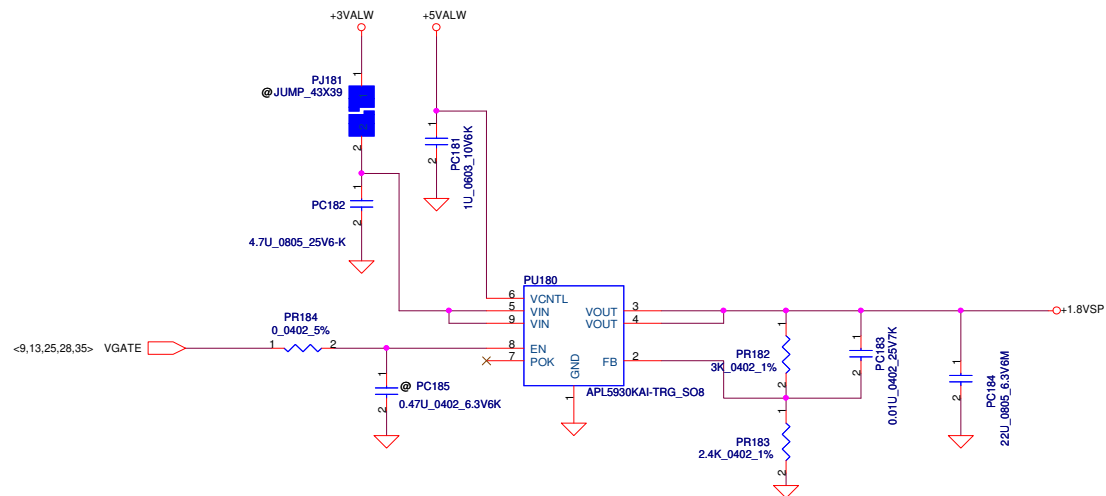 +3VALW
+5VALW
1
PJ181
@JUMP_43X39
2
1
PC182
2
4.7U_0805_25V6-K
1
2
PC181
1U_0603_10V6K
PU180
6 VCNTL
5 VIN
9 VIN
8 EN
7 POK
VOUT 3
VOUT 4
FB 2
GND
1
APL5930KAI-TRG_SO8
<9,13,25,28,35> VGATE
PR184
0_0402_5%
1 2
1
@ PC185
0.47U_0402_6.3V6K
2
1
PR182
3K_0402_1%
2
1
2
PC183
0.01U_0402_25V7K
1
2
PC184
22U_0805_6.3V6M
+1.8VSP
1
PR183
2.4K_0402_1%
2